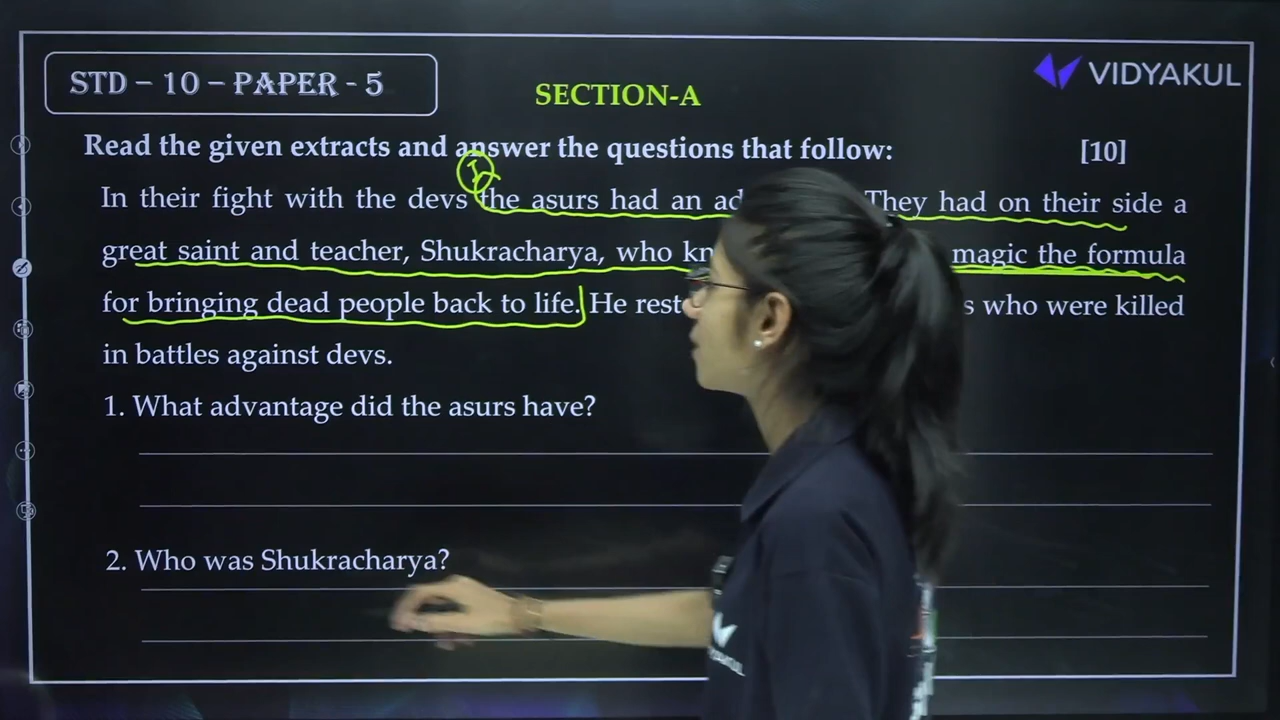 STD – 10 – PAPER - 5
VIDYAKUL
SECTION-A
Read the given extracts and answer the questions that follow: [10]
In their fight with the devs the asurs had an They had on their side a
great saint and teacher, Shukracharya, who magic the formula
for bringing dead people back to life. He who were killed
in battles against devs.
1. What advantage did the asurs have?
2. Who was Shukracharya?